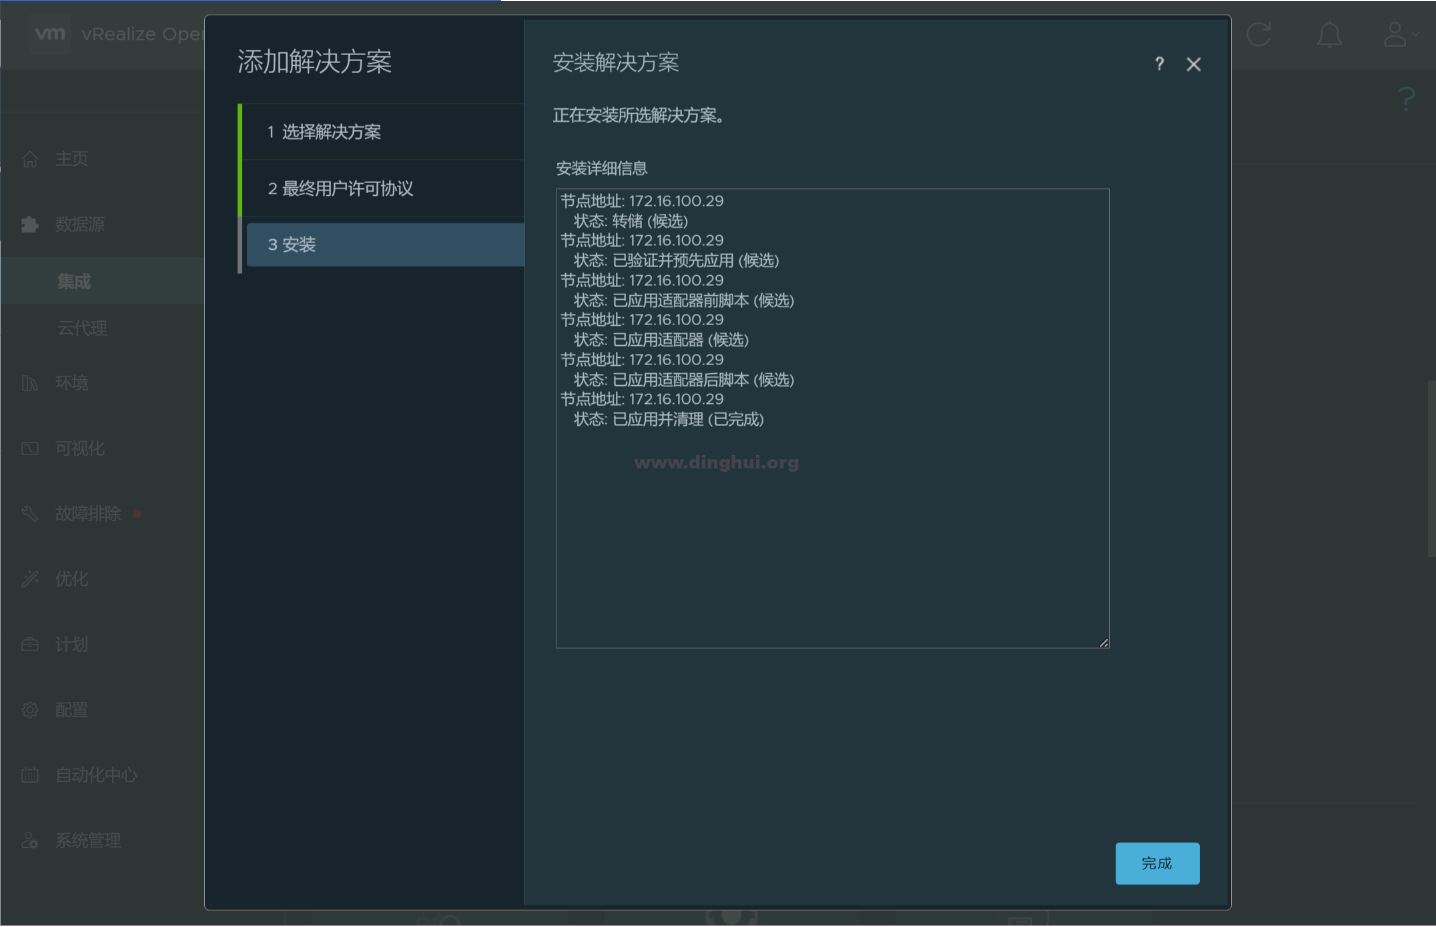 vm vRealize Oper
主页
数据源
集成
云代理
环境
可视化
故障排除
优化
计划
配置
自动化中心
系统管理
添加解决方案
1 选择解决方案
2 最终用户许可协议
3 安装
安装解决方案
?
正在安装所选解决方案。
安装详细信息
节点地址: 172.16.100.29
状态: 转储 (候选)
节点地址: 172.16.100.29
状态: 已验证并预先应用 (候选)
节点地址: 172.16.100.29
状态: 已应用适配器前脚本 (候选)
节点地址: 172.16.100.29
状态: 已应用适配器 (候选)
节点地址: 172.16.100.29
状态: 已应用适配器后脚本 (候选)
节点地址: 172.16.100.29
状态: 已应用并清理 (已完成)
www.dinghui.org
完成
?